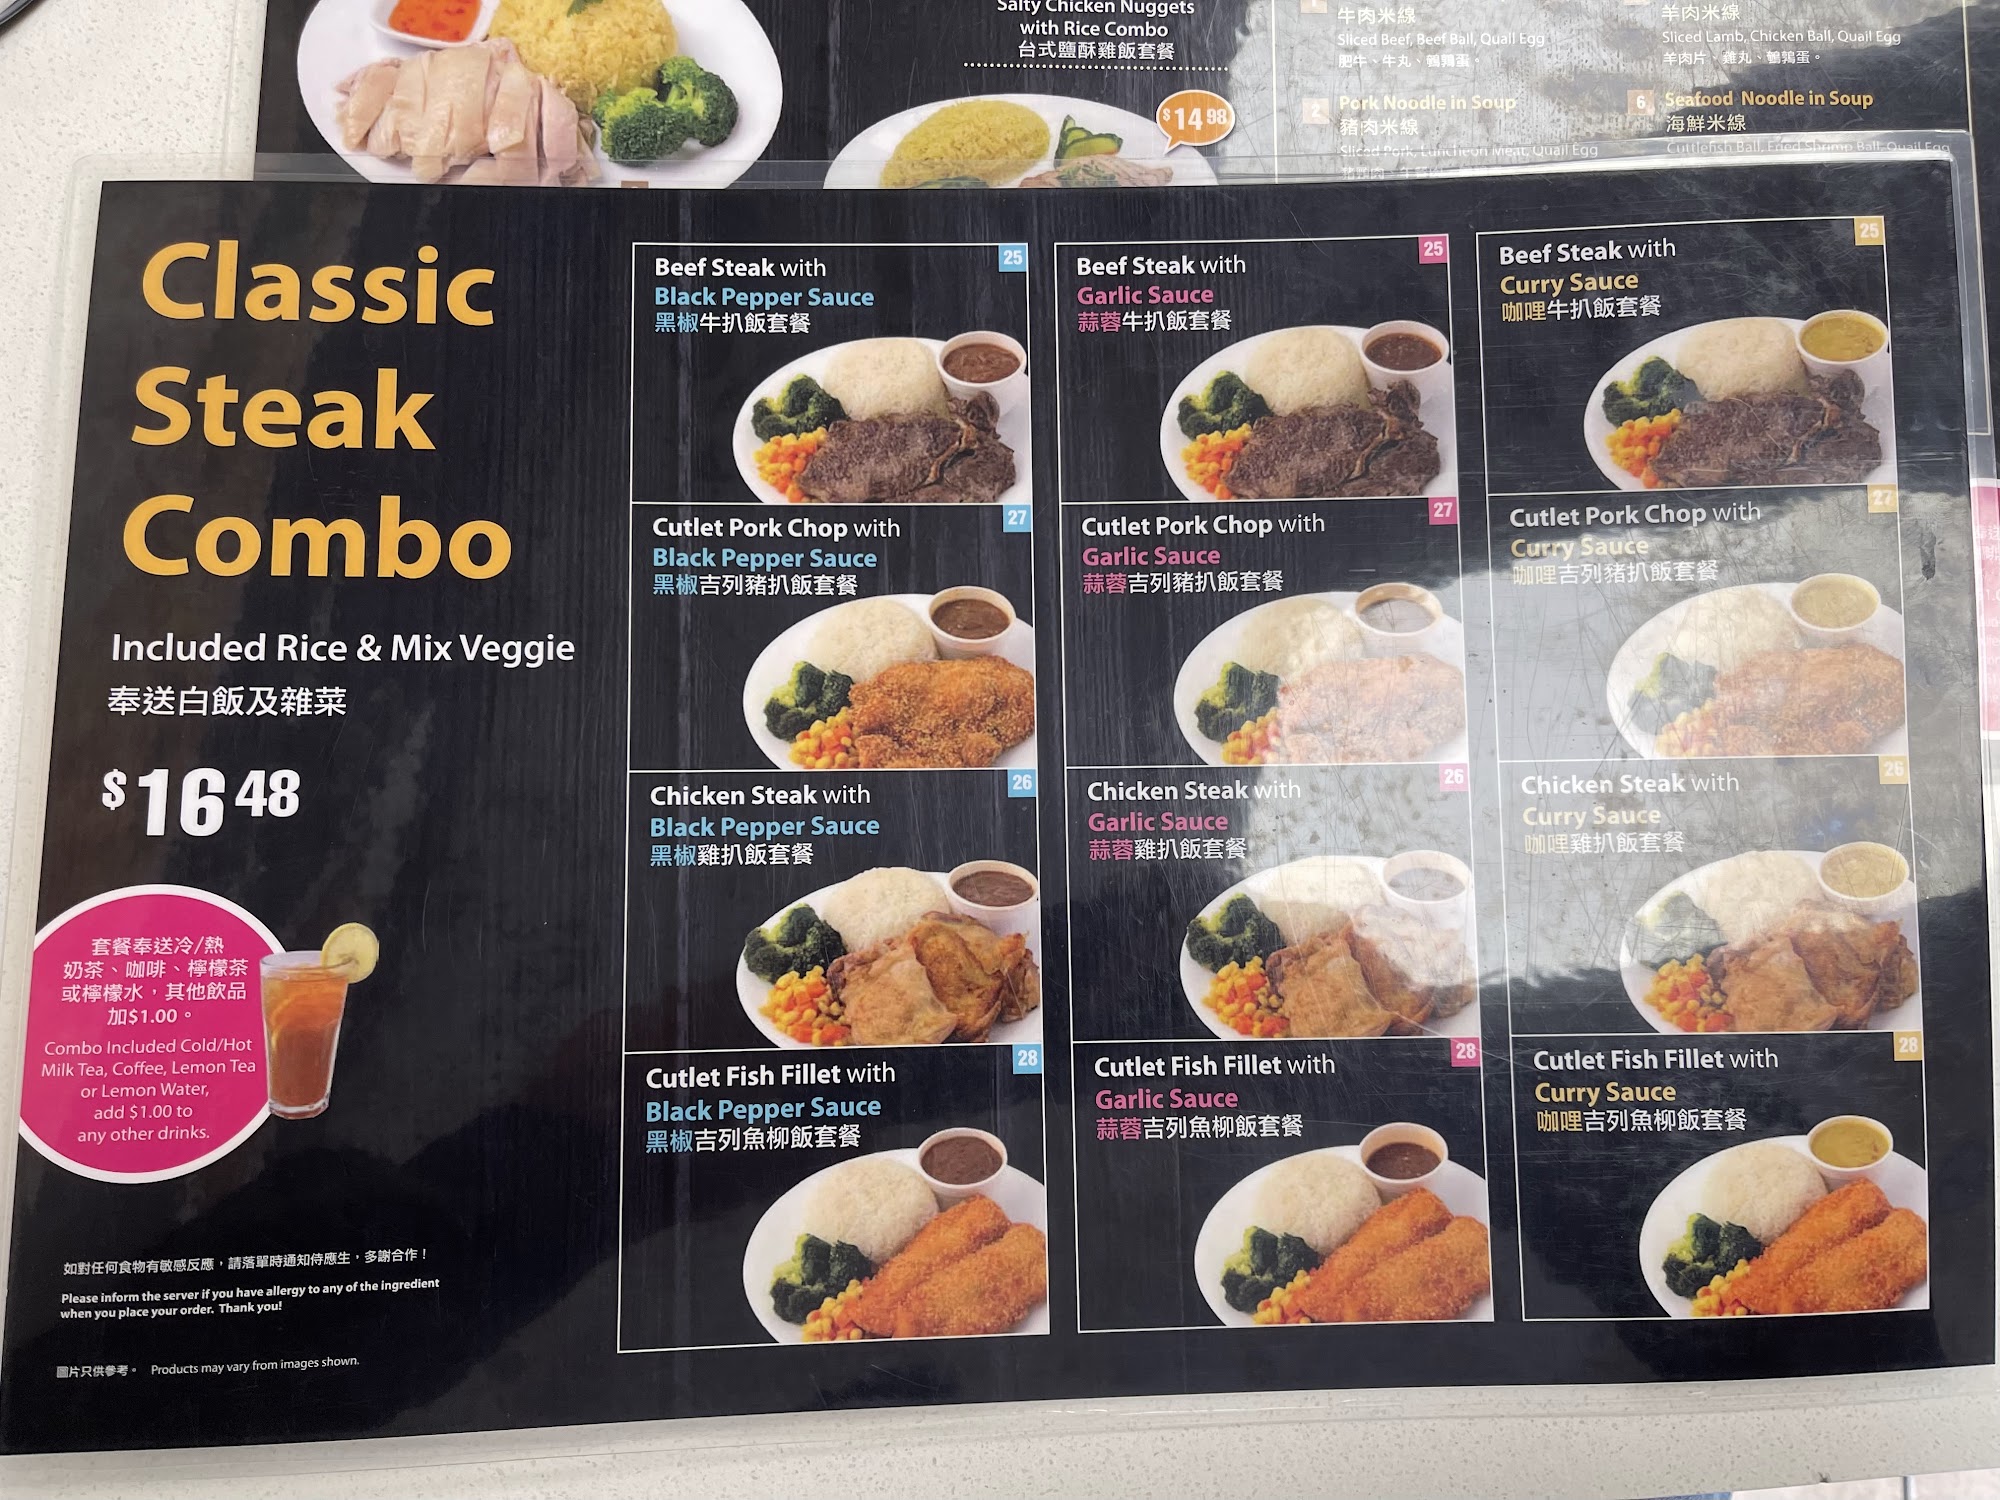 Salty Chicken Nuggets
with Rice Combo
台式鹽酥雞飯套餐
$14.98
牛肉米線
Sliced Beef, Beef Ball, Quail Egg
肥牛、牛丸、鵪鶉蛋。
2 Pork Noodle in Soup
豬肉米線
Sliced Pork, Luncheon Meat, Quail Egg
羊肉米線
Sliced Lamb, Chicken Ball, Quail Egg
羊肉片、雞丸、鵪鶉蛋。
6 Seafood Noodle in Soup
海鮮米線
Cuttlefish Ball, Fried Shrimp Ball, Quail Egg
Classic
Steak
Combo
Included Rice & Mix Veggie
奉送白飯及雜菜
$16 48
套餐奉送冷/熱
奶茶、咖啡、檸檬茶
或檸檬水，其他飲品
加$1.00。
Combo Included Cold/Hot
Milk Tea, Coffee, Lemon Tea
or Lemon Water,
add $1.00 to
any other drinks.
如對任何食物有敏感反應，請落單時通知侍應生，多謝合作！
Please inform the server if you have allergy to any of the ingredient
when you place your order. Thank you!
圖片只供參考。 Products may vary from images shown.
25
Beef Steak with
Black Pepper Sauce
黑椒牛扒飯套餐
27
Cutlet Pork Chop with
Black Pepper Sauce
黑椒吉列豬扒飯套餐
26
Chicken Steak with
Black Pepper Sauce
黑椒雞扒飯套餐
28
Cutlet Fish Fillet with
Black Pepper Sauce
黑椒吉列魚柳飯套餐
25
Beef Steak with
Garlic Sauce
蒜蓉牛扒飯套餐
27
Cutlet Pork Chop with
Garlic Sauce
蒜蓉吉列豬扒飯套餐
26
Chicken Steak with
Garlic Sauce
蒜蓉雞扒飯套餐
28
Cutlet Fish Fillet with
Garlic Sauce
蒜蓉吉列魚柳飯套餐
25
Beef Steak with
Curry Sauce
咖哩牛扒飯套餐
27
Cutlet Pork Chop with
Curry Sauce
咖哩吉列豬扒飯套餐
26
Chicken Steak with
Curry Sauce
咖哩雞扒飯套餐
28
Cutlet Fish Fillet with
Curry Sauce
咖哩吉列魚柳飯套餐